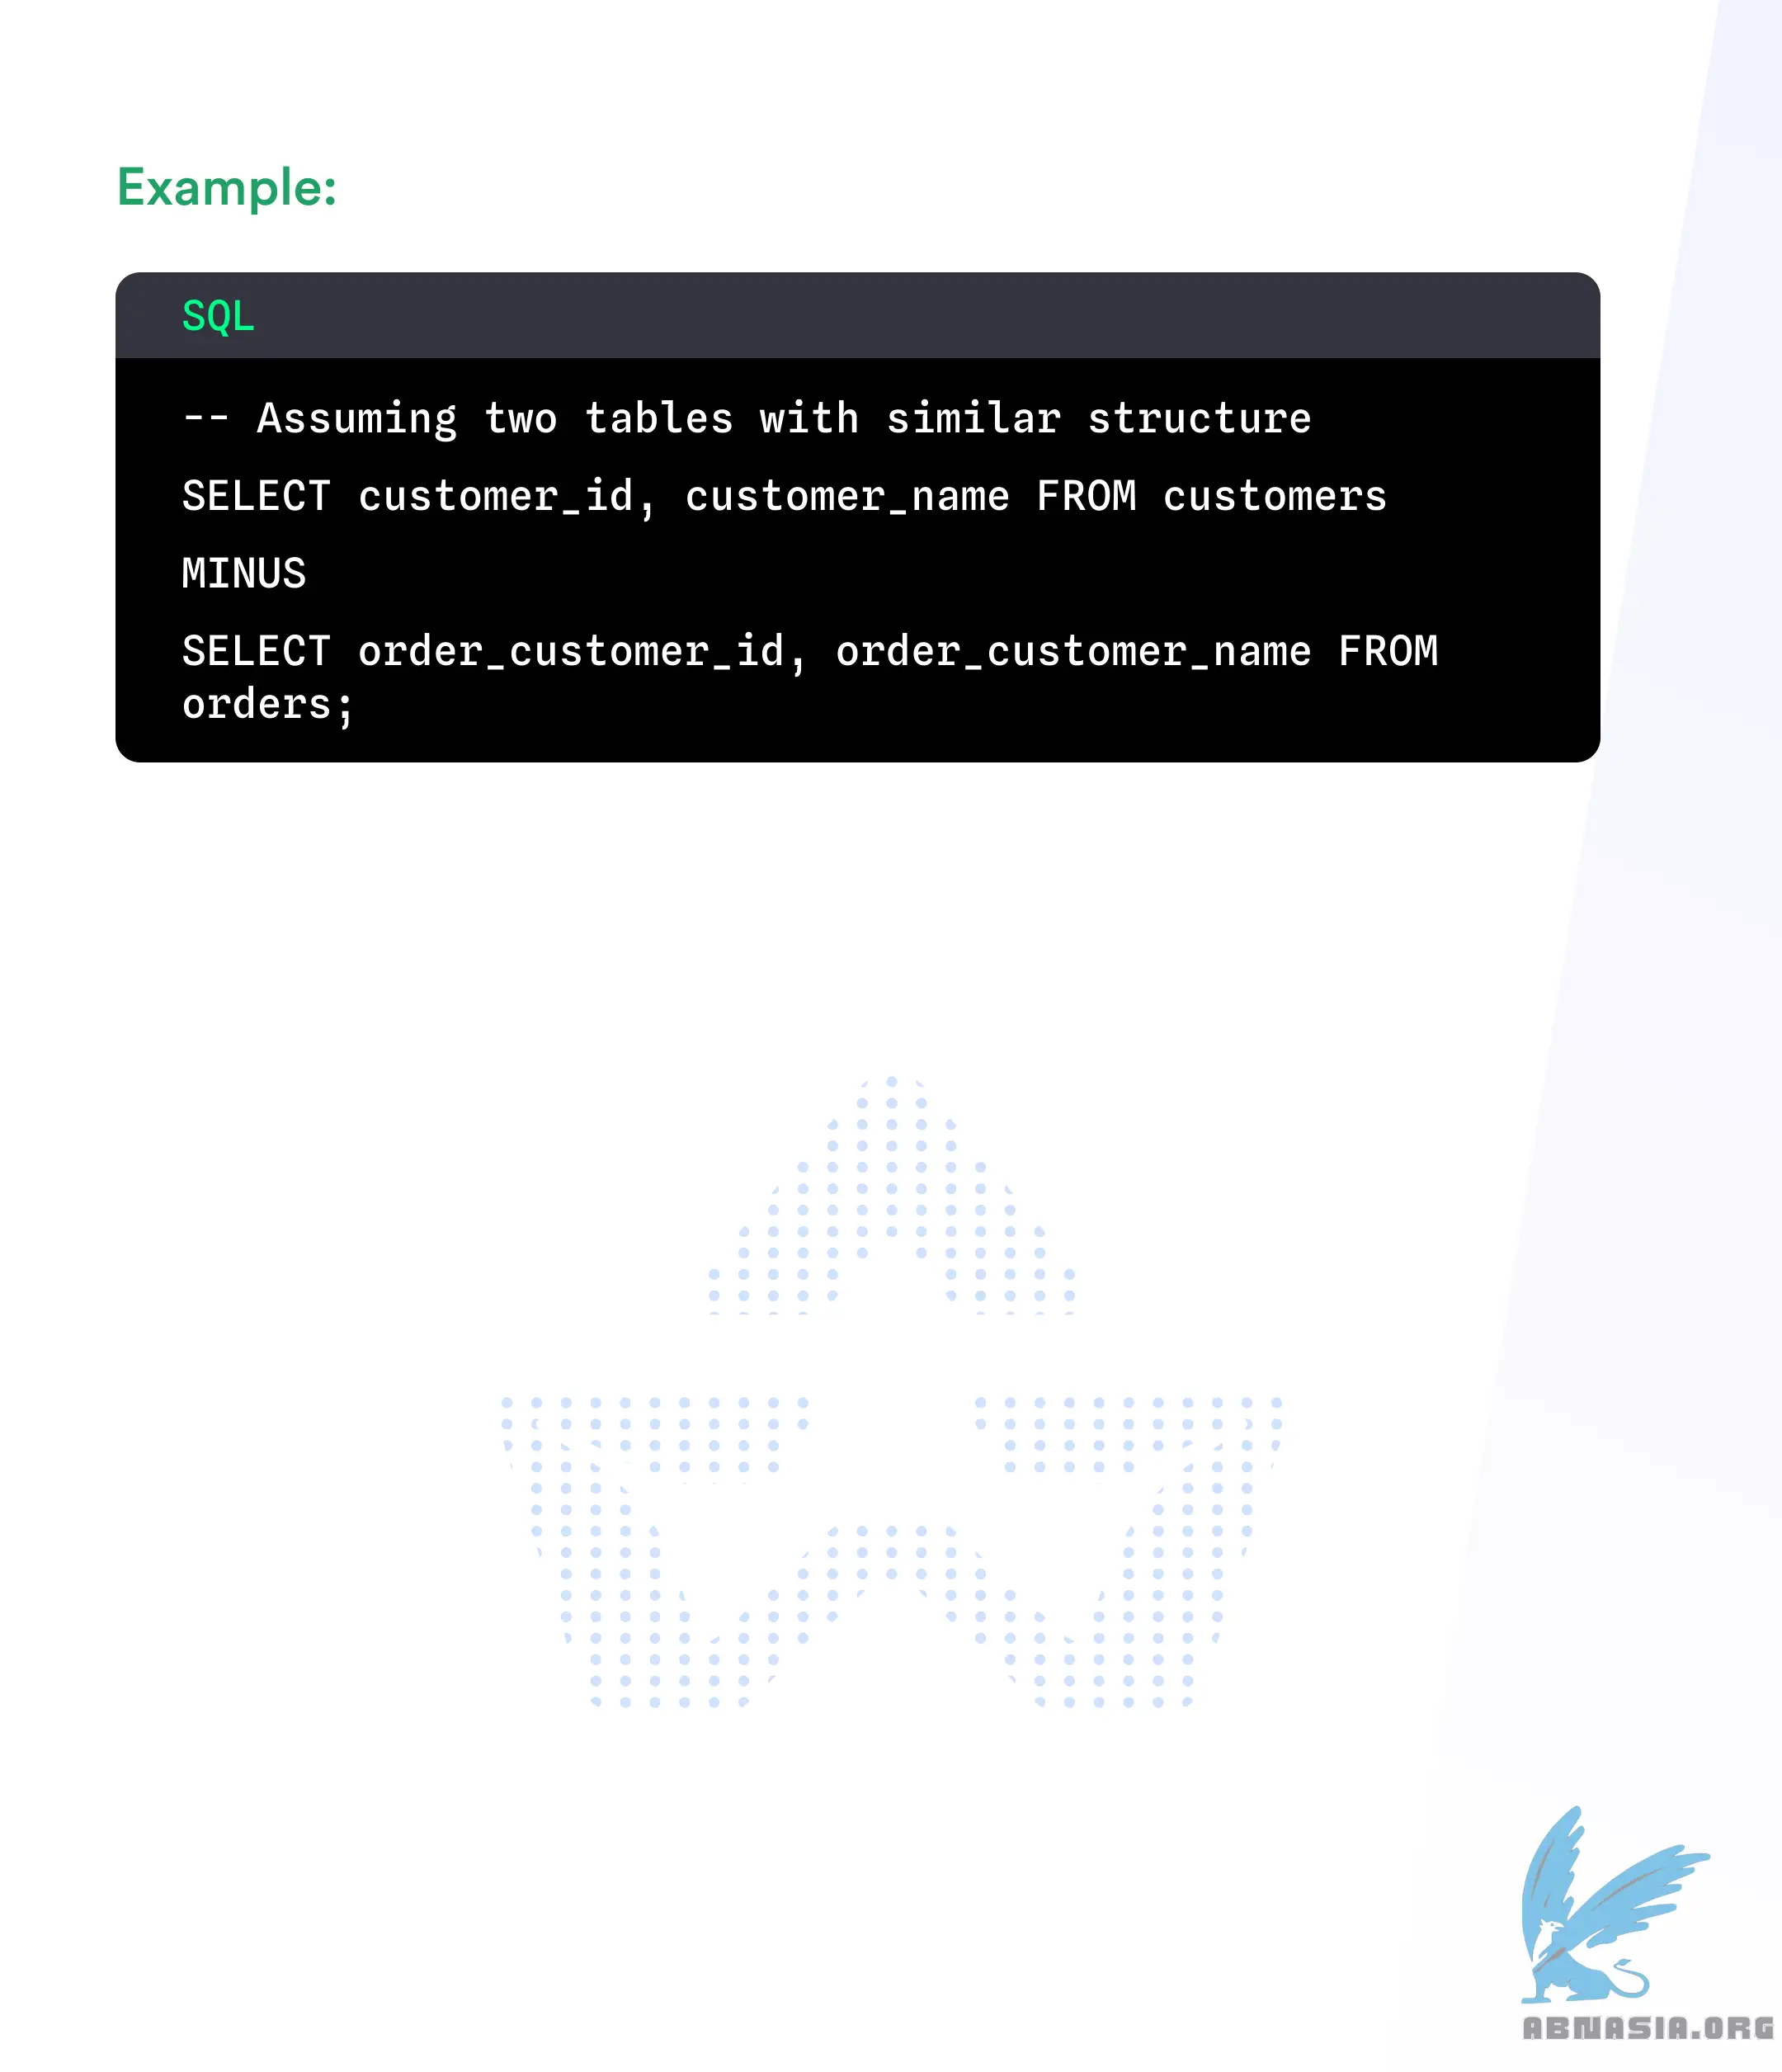 Example:
SQL
-- Assuming two tables with similar structure
SELECT customer_id, customer_name FROM customers
MINUS
SELECT order_customer_id, order_customer_name FROM
orders;
ABNASIA.ORG